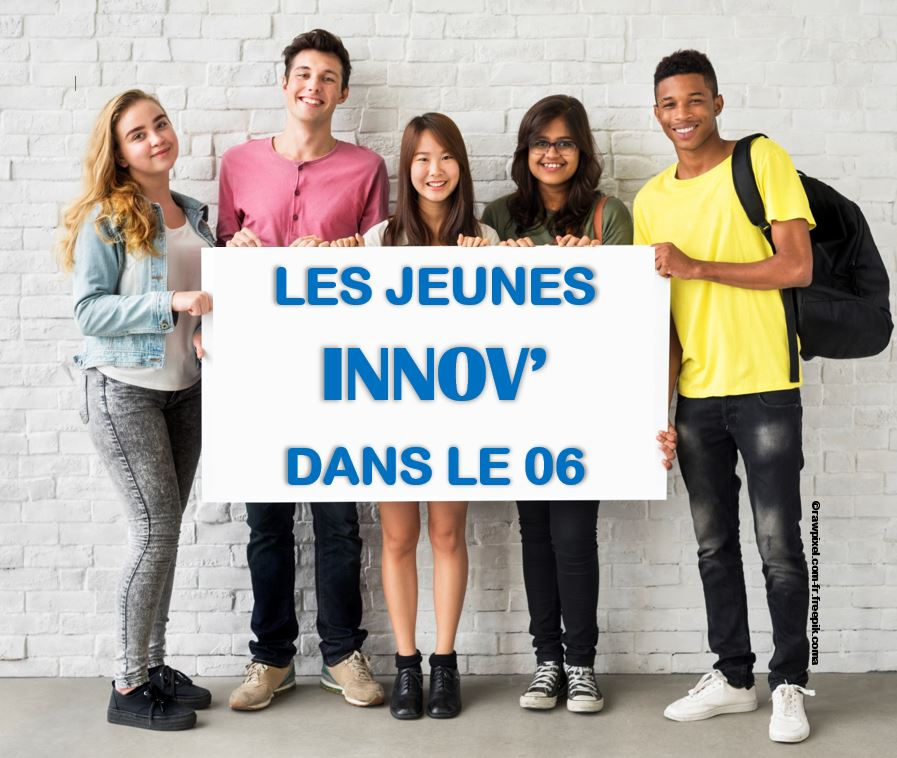 LES JEUNES
INNOV’
DANS LE 06
©rawpixel.com-fr.freepik.coma